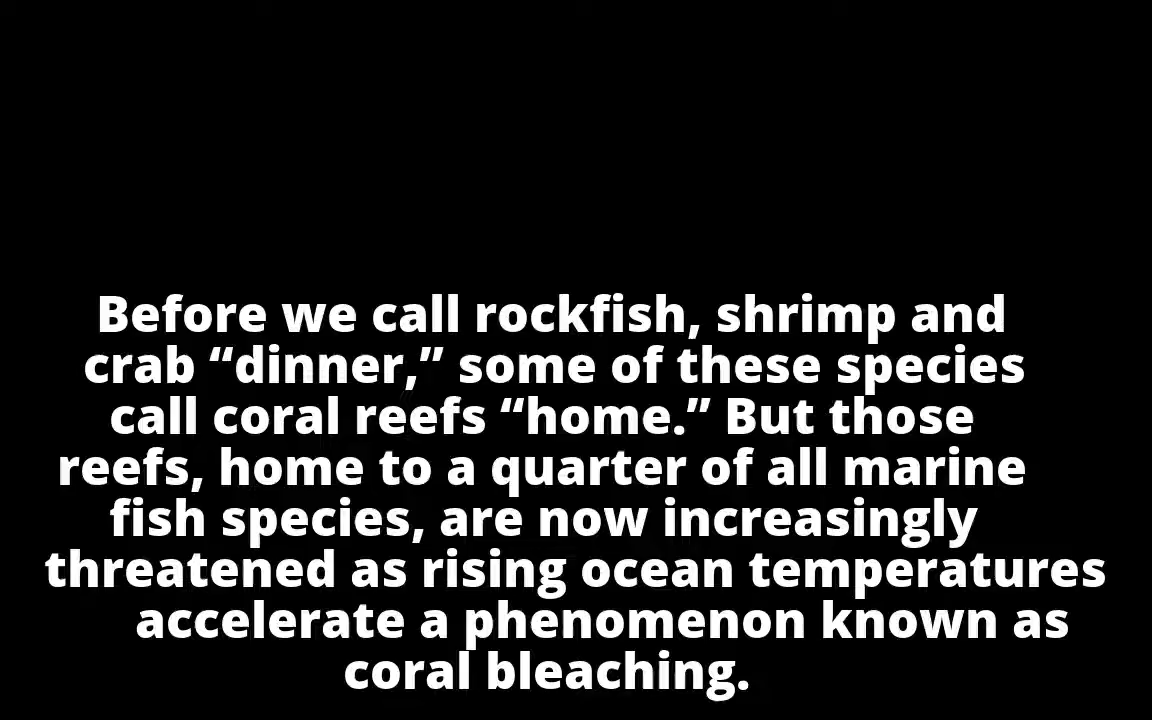 Before we call rockfish, shrimp and
crab “dinner,” some of these species
call coral reefs “home.” But those
reefs, home to a quarter of all marine
fish species, are now increasingly
threatened as rising ocean temperatures
accelerate a phenomenon known as
coral bleaching.